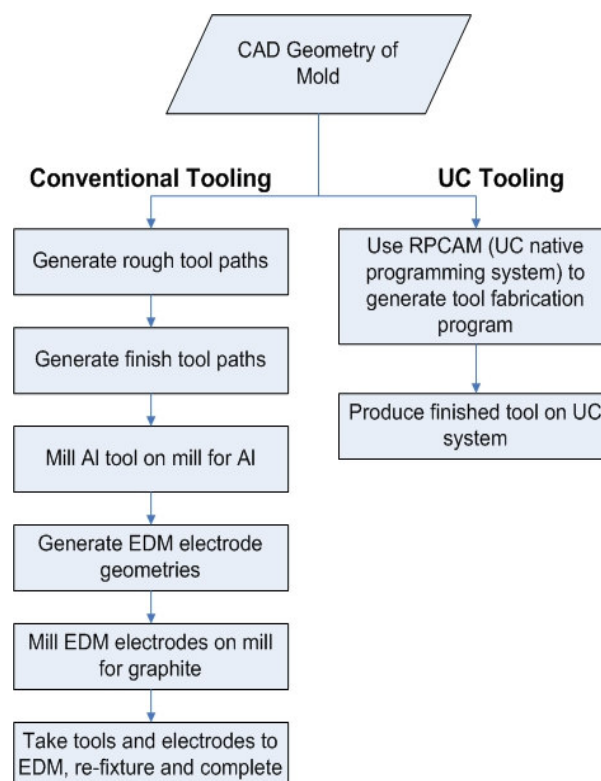 CAD Geometry of
Mold
Conventional Tooling
UC Tooling
Generate rough tool paths
Generate finish tool paths
Mill Al tool on mill for Al
Generate EDM electrode
geometries
Mill EDM electrodes on mill
for graphite
Take tools and electrodes to
EDM, re-fixture and complete
Use RPCAM (UC native
programming system) to
generate tool fabrication
program
Produce finished tool on UC
system